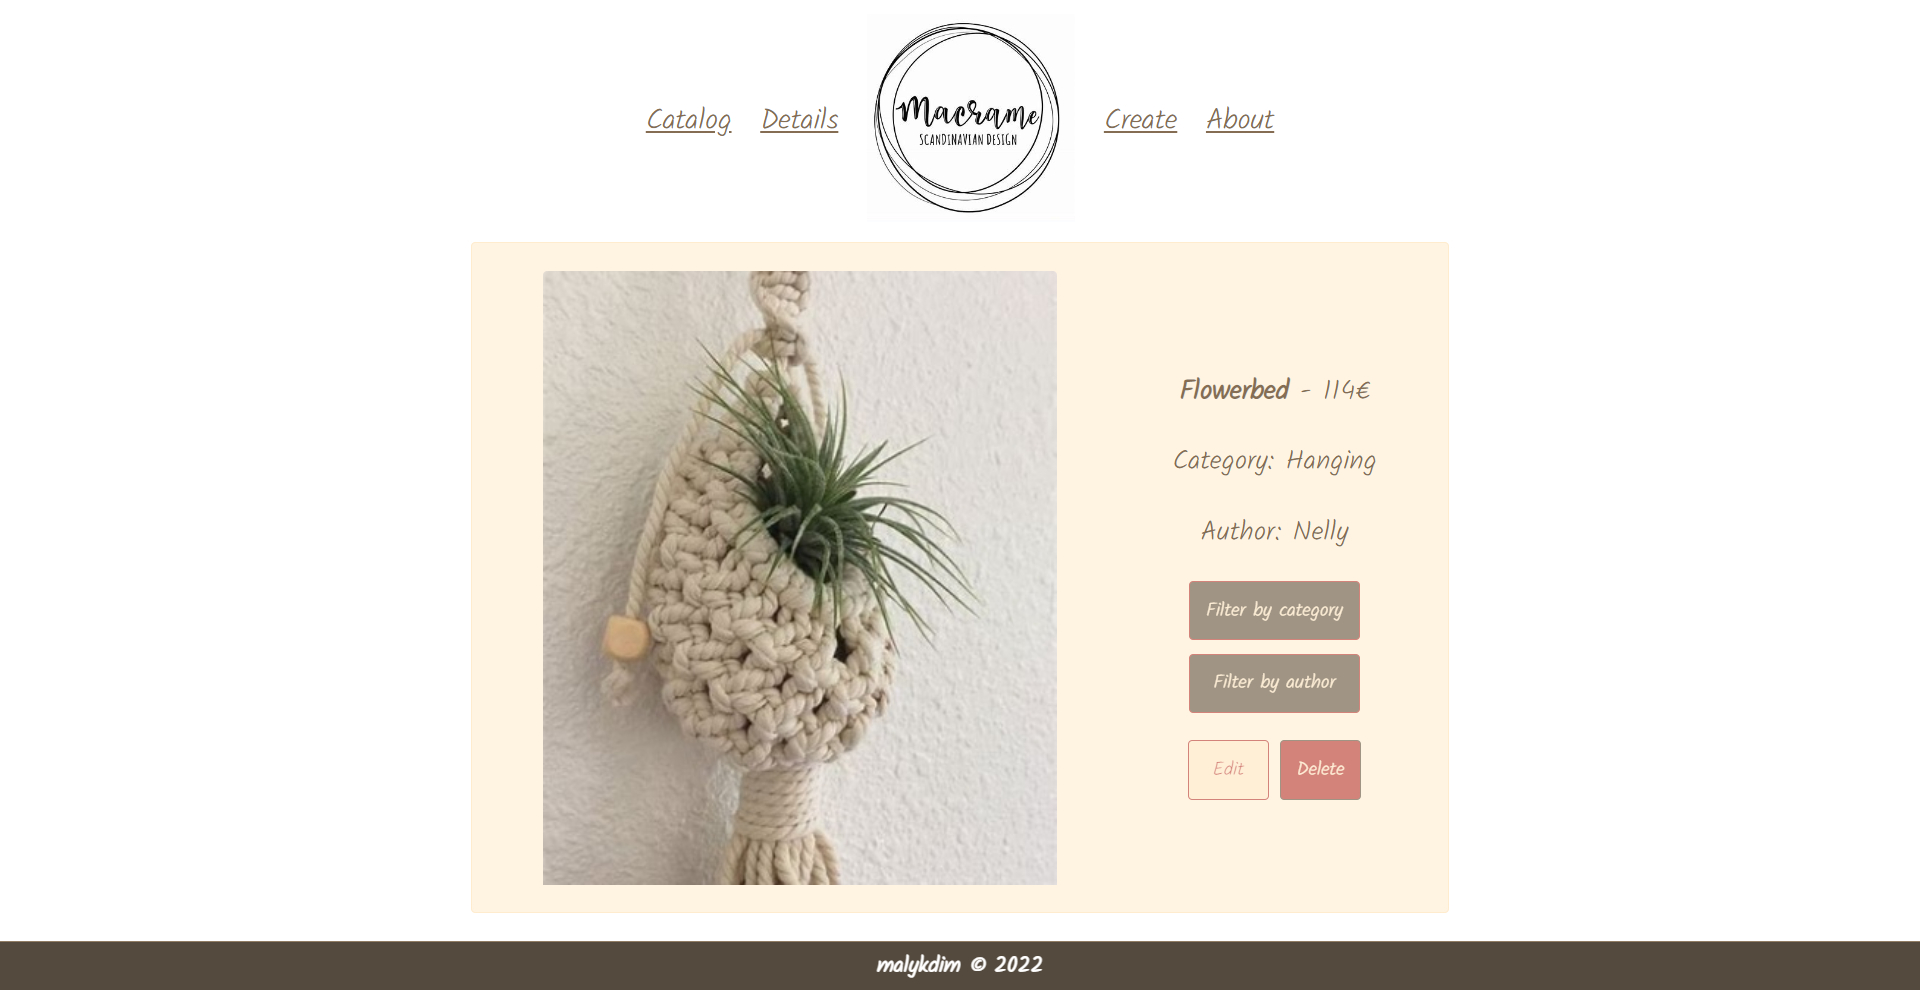 Catalog Details Macrame Create About
SCANDINAVIAN DESIGN
Flowerbed - 114€
Category: Hanging
Author: Nelly
Filter by category
Filter by author
Edit Delete
malykdim © 2022